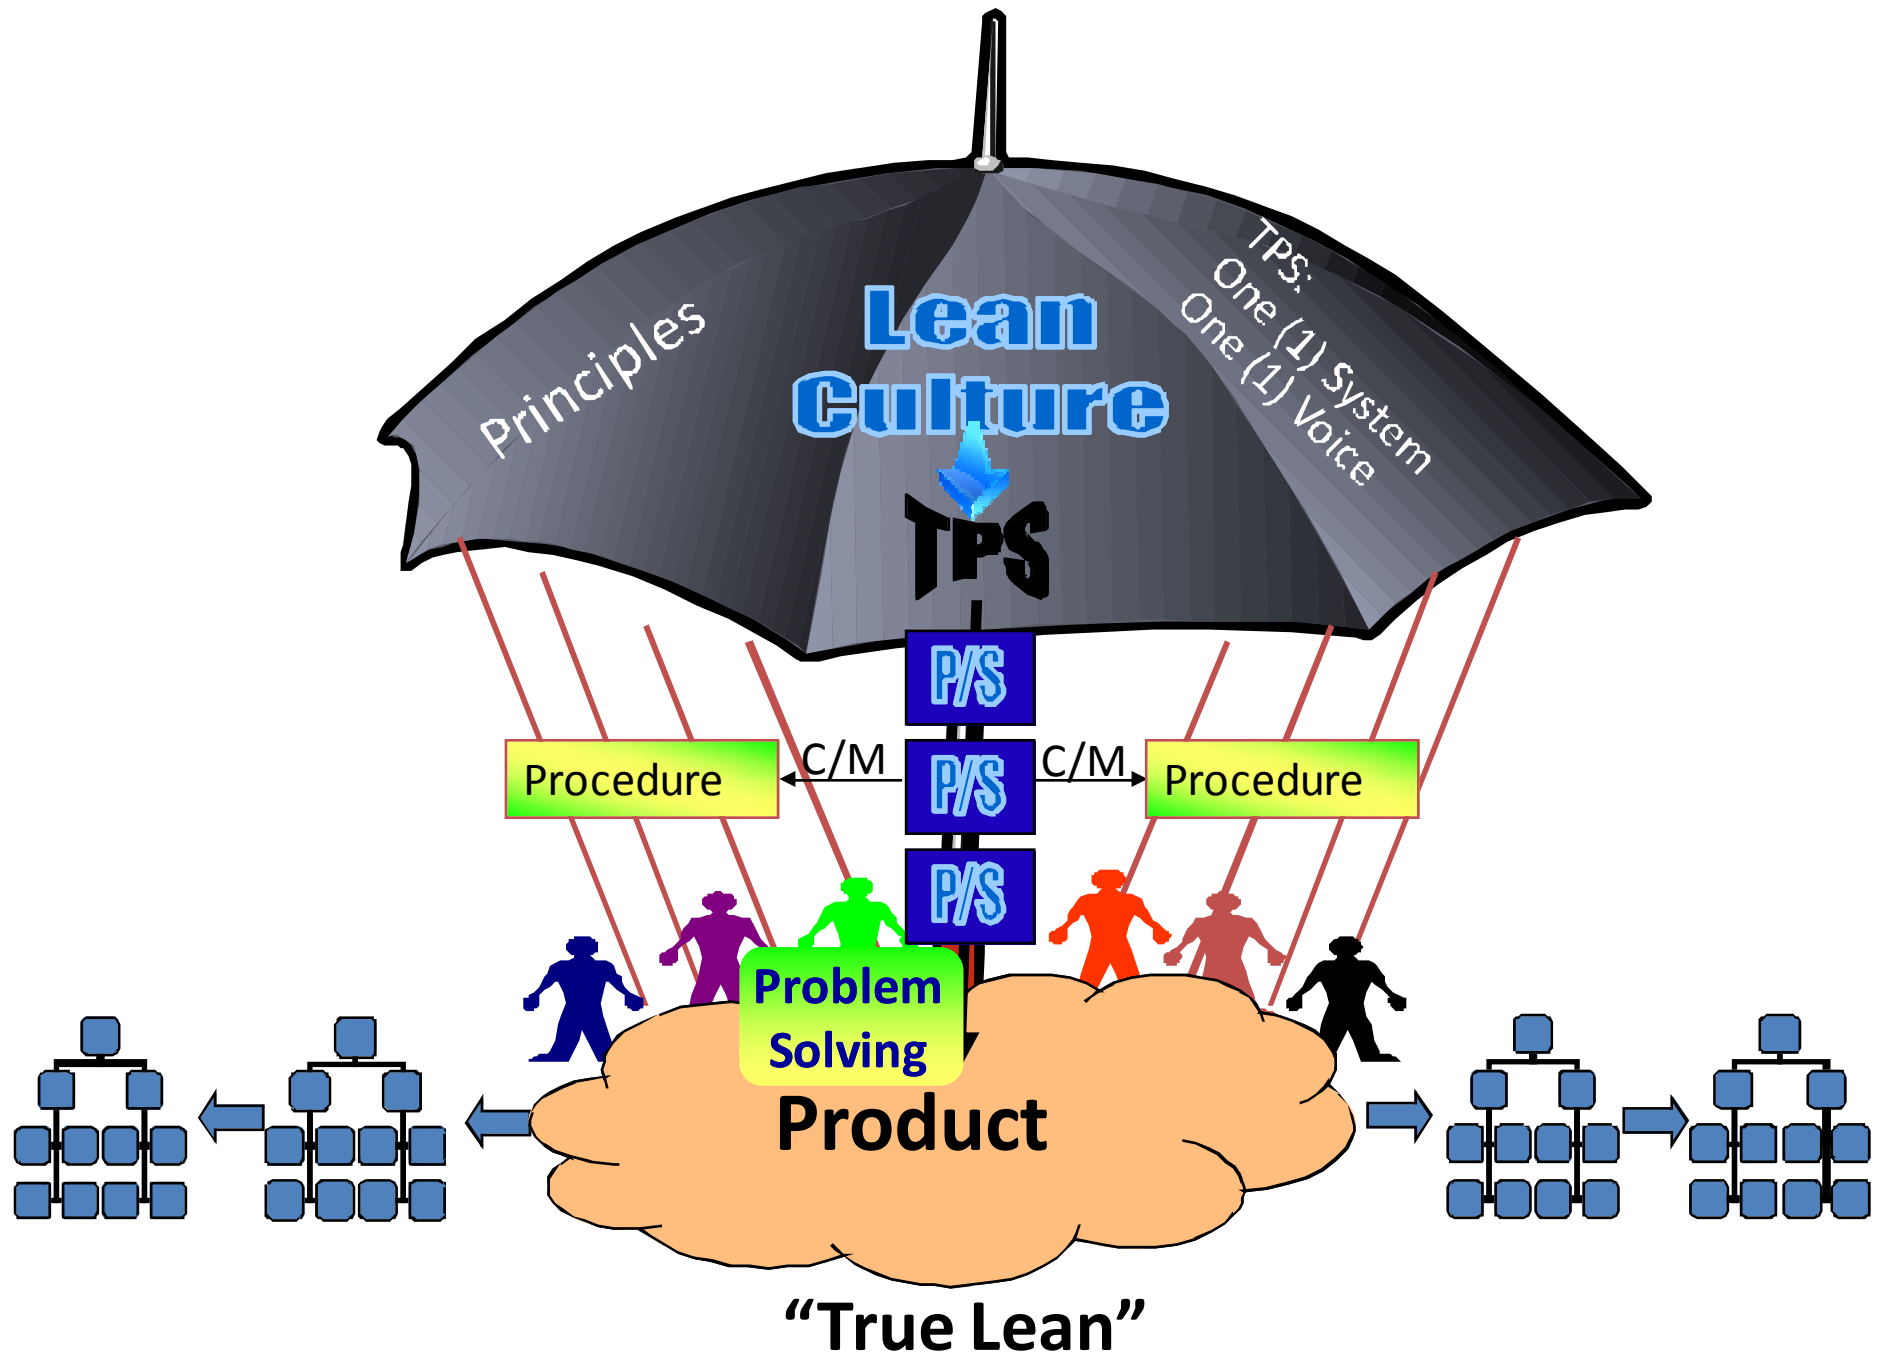 Principles
Lean
Culture
TPS:
One (1) System
One (1) Voice
TPS
P/S
Procedure
C/M
P/S
C/M
Procedure
P/S
Problem
Solving
Product
“True Lean”